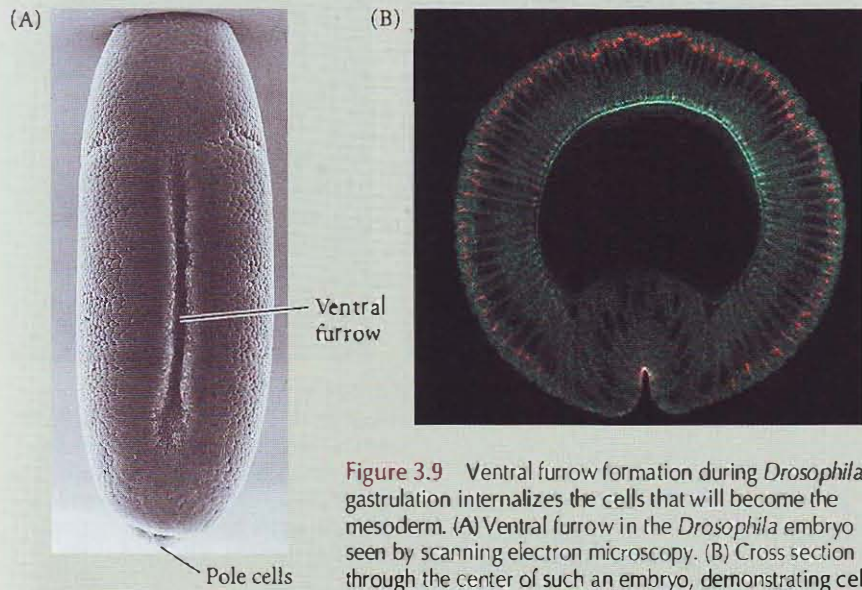 (A)
(B)
Ventral
furrow
Pole cells
Figure 3.9 Ventral furrow formation during Drosophila
gastrulation internalizes the cells that will become the
mesoderm. (A) Ventral furrow in the Drosophila embryo
seen by scanning electron microscopy. (B) Cross section
through the center of such an embryo, demonstrating cel